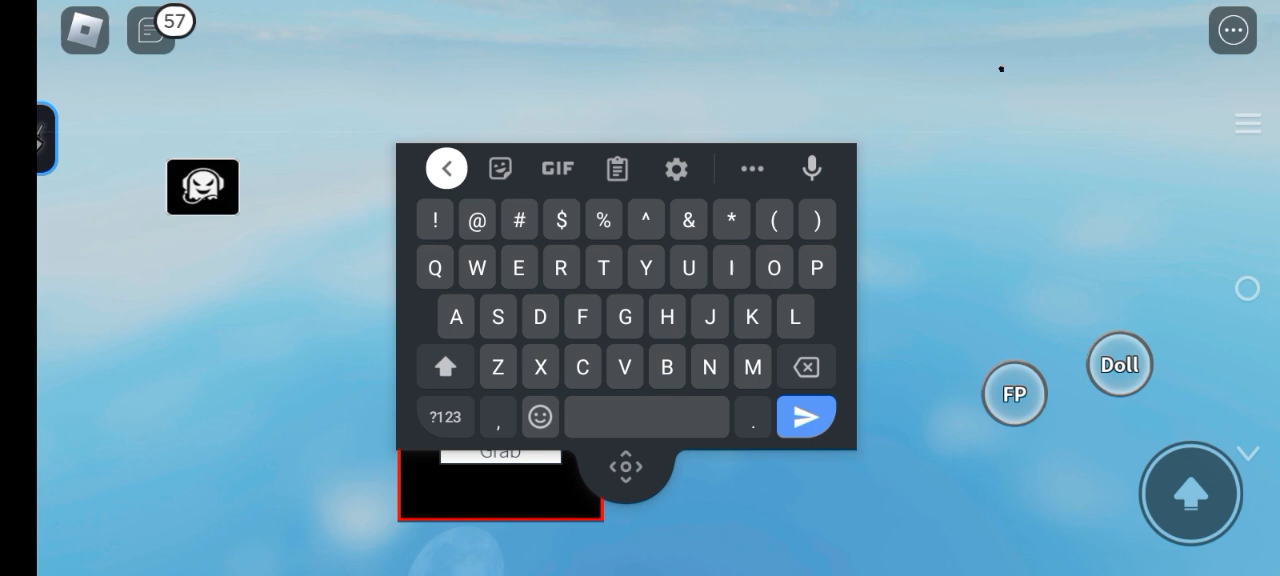 57
GIF
! @ # $ % ^ & * ( )
Q W E R T Y U I O P
A S D F G H J K L
Z X C V B N M
?123 , .
Grab
Doll
FP